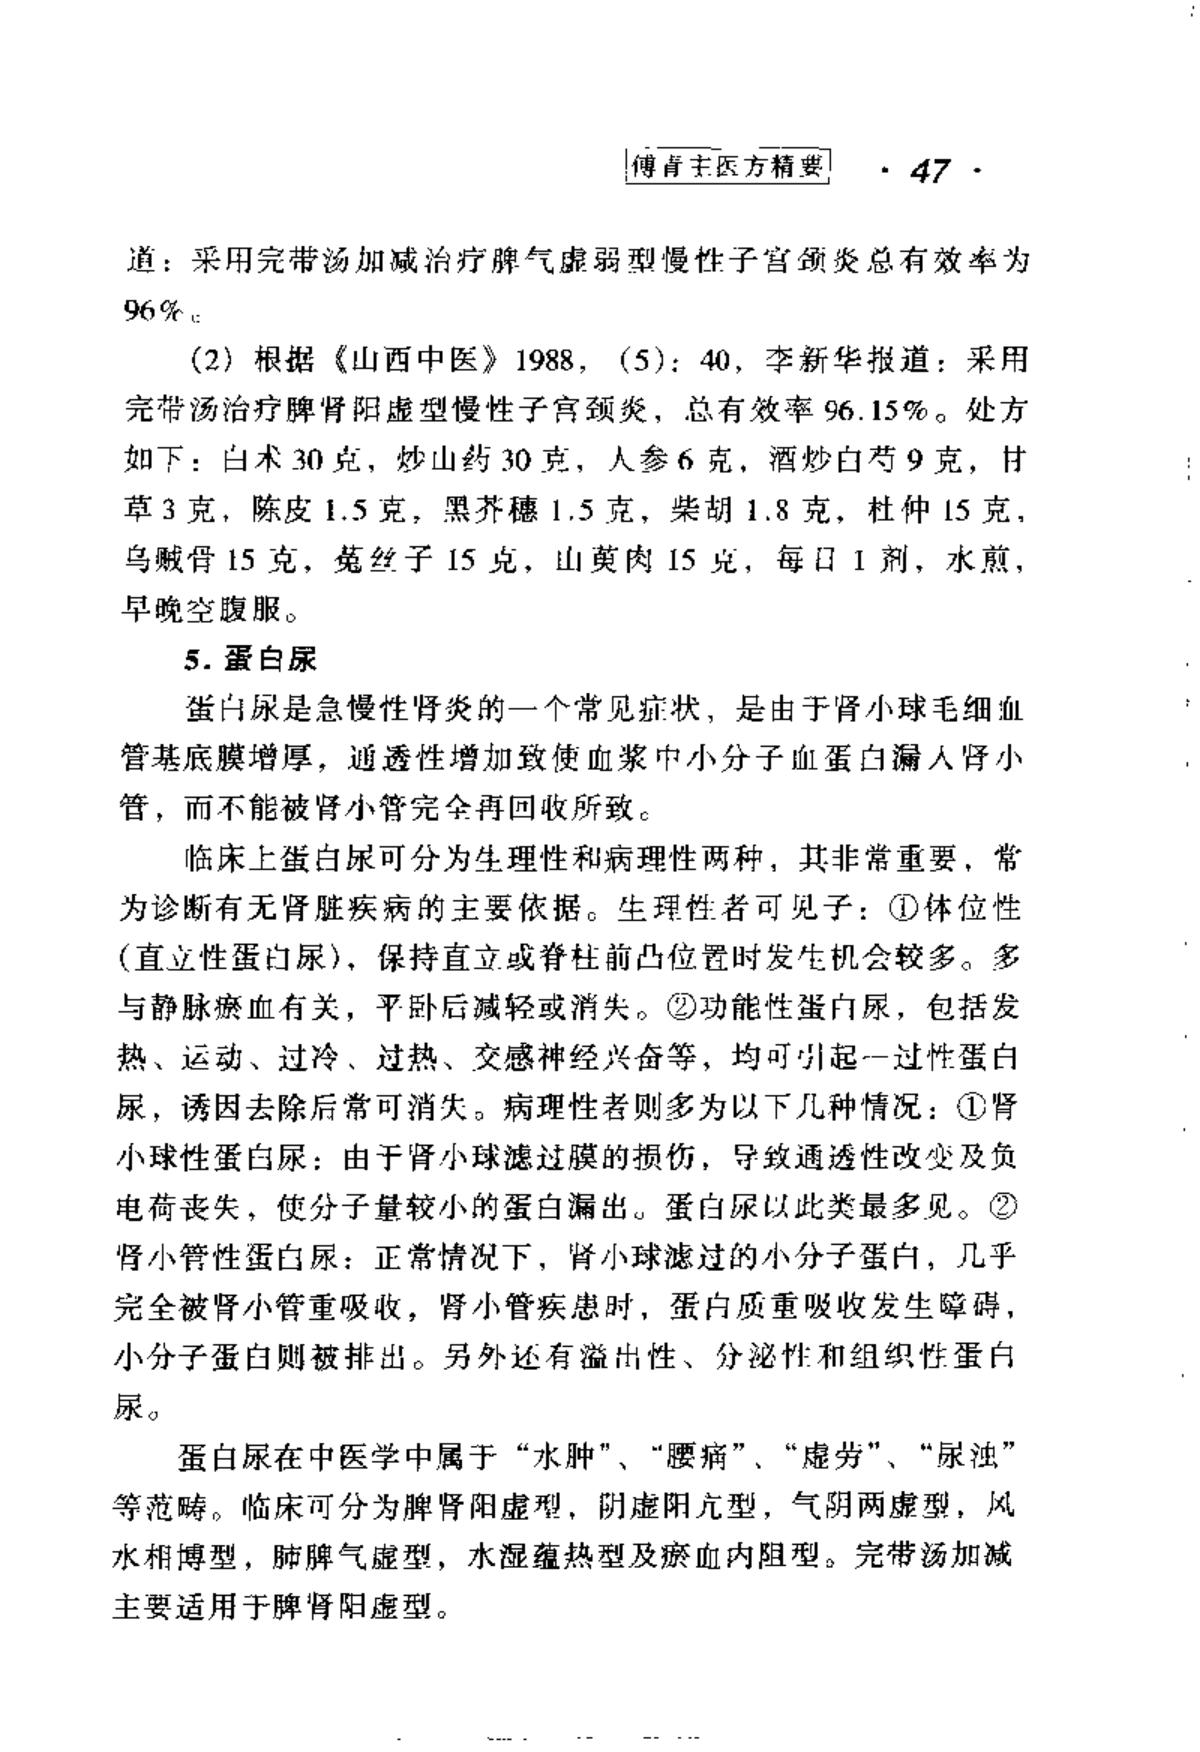 傅青主医方精要 · 47 ·
道：采用完带汤加减治疗脾气虚弱型慢性子宫颈炎总有效率为
96%。
(2) 根据《山西中医》1988，(5)：40，李新华报道：采用
完带汤治疗脾肾阳虚型慢性子宫颈炎，总有效率 96.15%。处方
如下：白术 30 克，炒山药 30 克，人参 6 克，酒炒白芍 9 克，甘
草 3 克，陈皮 1.5 克，黑芥穗 1.5 克，柴胡 1.8 克，杜仲 15 克，
乌贼骨 15 克，菟丝子 15 克，山萸肉 15 克，每日 1 剂，水煎，
早晚空腹服。
5. 蛋白尿
蛋白尿是急慢性肾炎的一个常见症状，是由于肾小球毛细血
管基底膜增厚，通透性增加致使血浆中小分子血蛋白漏入肾小
管，而不能被肾小管完全再回收所致。
临床上蛋白尿可分为生理性和病理性两种，其非常重要，常
为诊断有无肾脏疾病的主要依据。生理性者可见子：①体位性
(直立性蛋白尿)，保持直立或脊柱前凸位置时发生机会较多。多
与静脉瘀血有关，平卧后减轻或消失。②功能性蛋白尿，包括发
热、运动、过冷、过热、交感神经兴奋等，均可引起一过性蛋白
尿，诱因去除后常可消失。病理性者则多为以下几种情况：①肾
小球性蛋白尿：由于肾小球滤过膜的损伤，导致通透性改变及负
电荷丧失，使分子量较小的蛋白漏出。蛋白尿以此类最多见。②
肾小管性蛋白尿：正常情况下，肾小球滤过的小分子蛋白，几乎
完全被肾小管重吸收，肾小管疾患时，蛋白质重吸收发生障碍，
小分子蛋白则被排出。另外还有溢出性、分泌性和组织性蛋白
尿。
蛋白尿在中医学中属于“水肿”、“腰痛”、“虚劳”、“尿浊”
等范畴。临床可分为脾肾阳虚型，阴虚阳亢型，气阴两虚型，风
水相博型，肺脾气虚型，水湿蕴热型及瘀血内阻型。完带汤加减
主要适用于脾肾阳虚型。